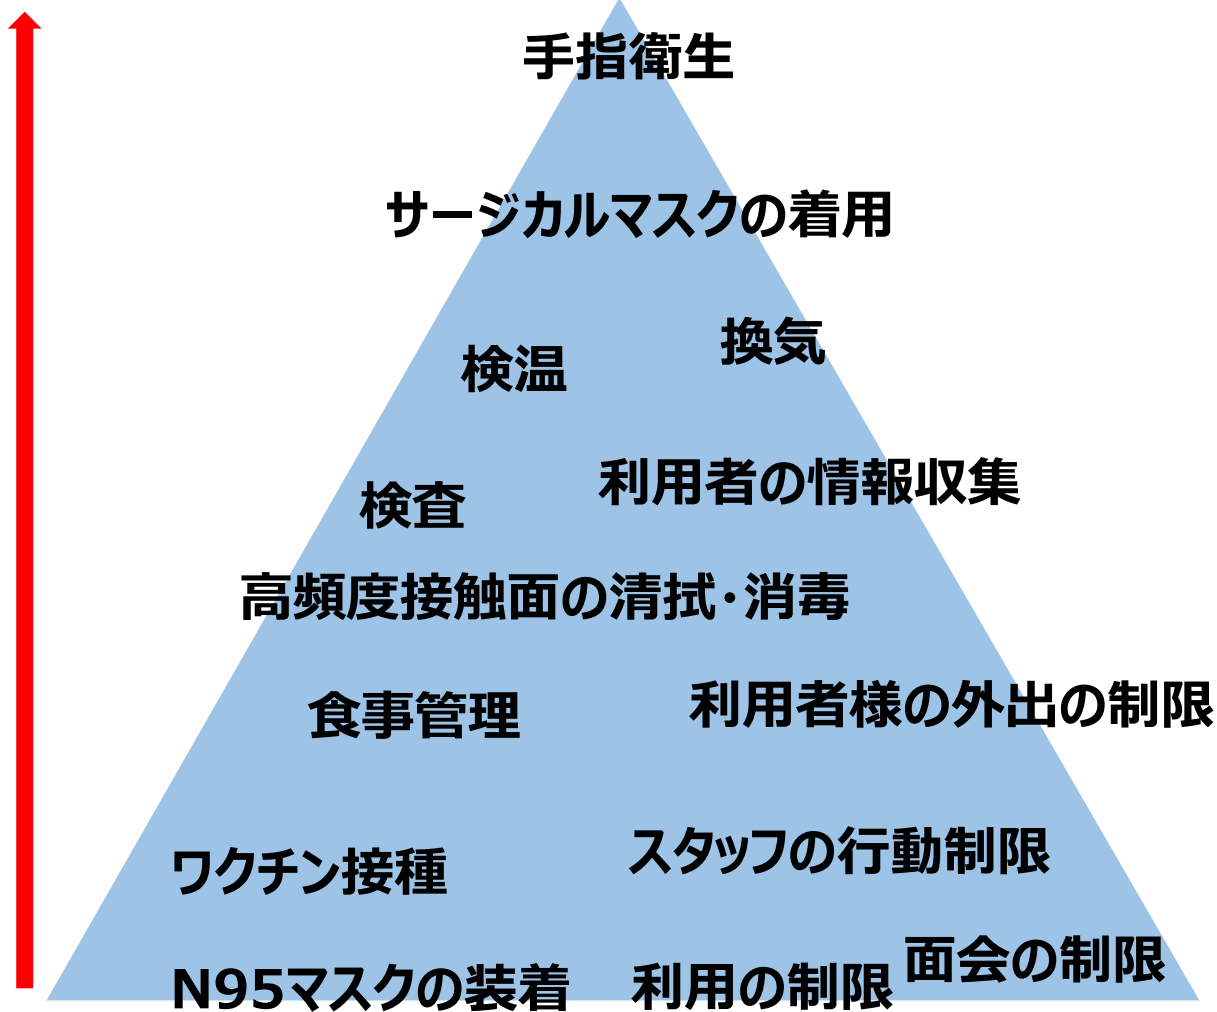 手指衛生
サージカルマスクの着用
換気
検温
利用者の情報収集
検査
高頻度接触面の清拭・消毒
利用者様の外出の制限
食事管理
スタッフの行動制限
ワクチン接種
面会の制限
N95マスクの装着
利用の制限